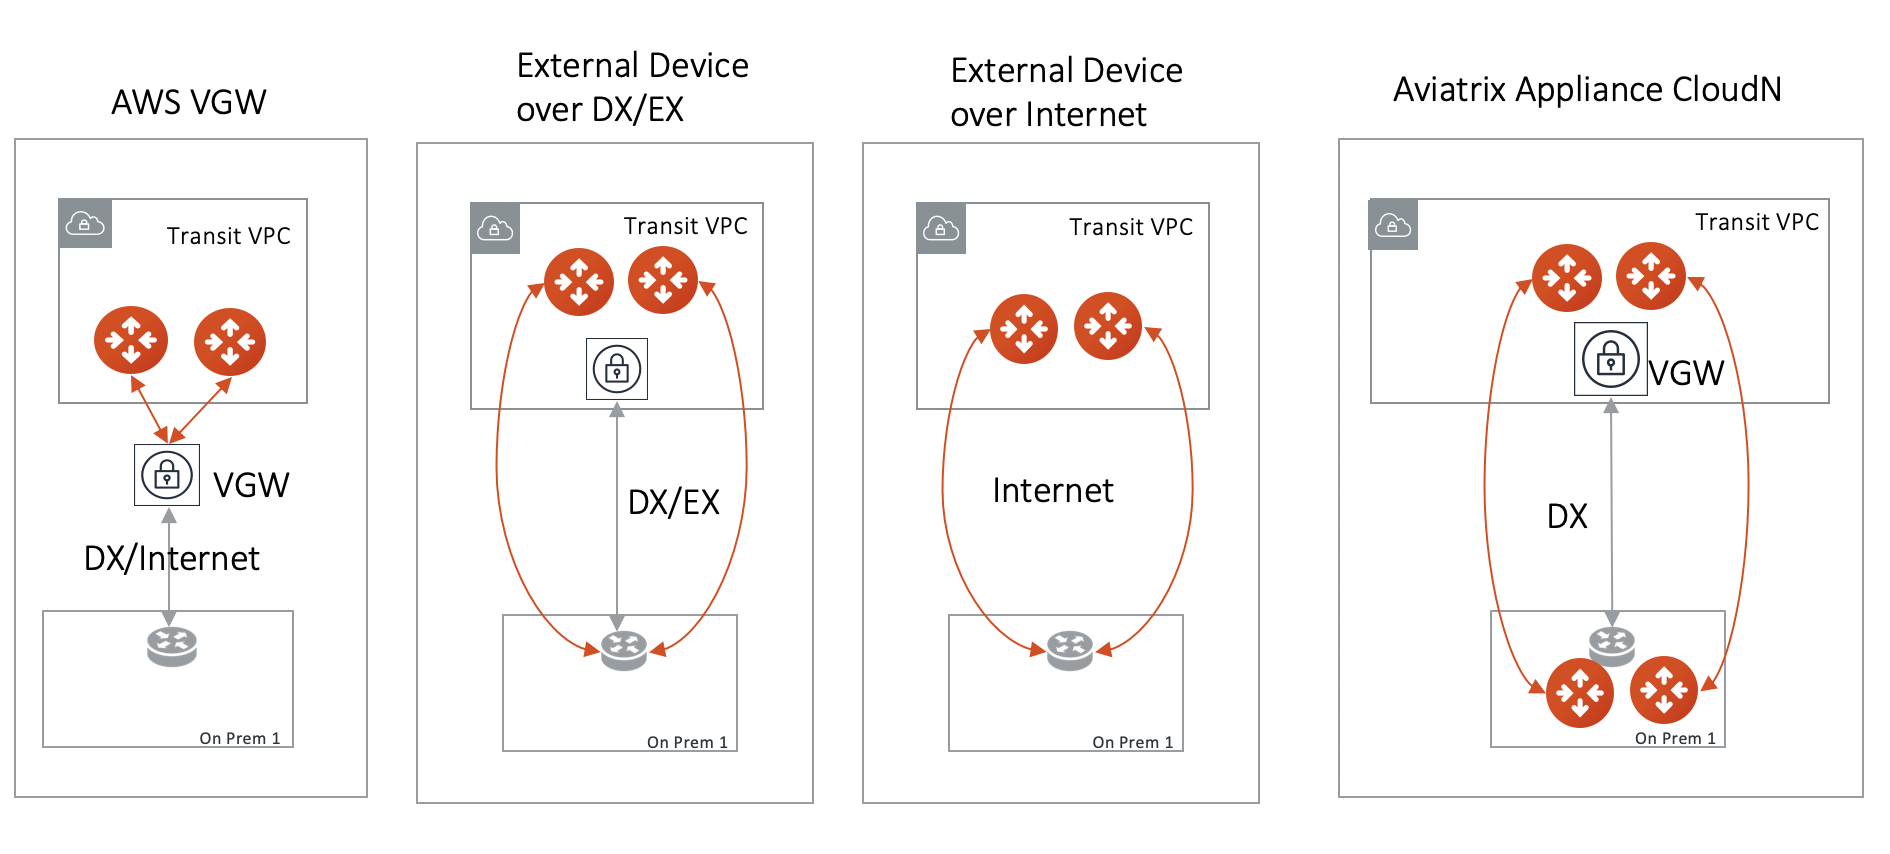 AWS VGW
Transit VPC
VGW
DX/Internet
On Prem 1
External Device
over DX/EX
Transit VPC
DX/EX
On Prem 1
External Device
over Internet
Transit VPC
Internet
On Prem 1
Aviatrix Appliance CloudN
Transit VPC
VGW
DX
On Prem 1